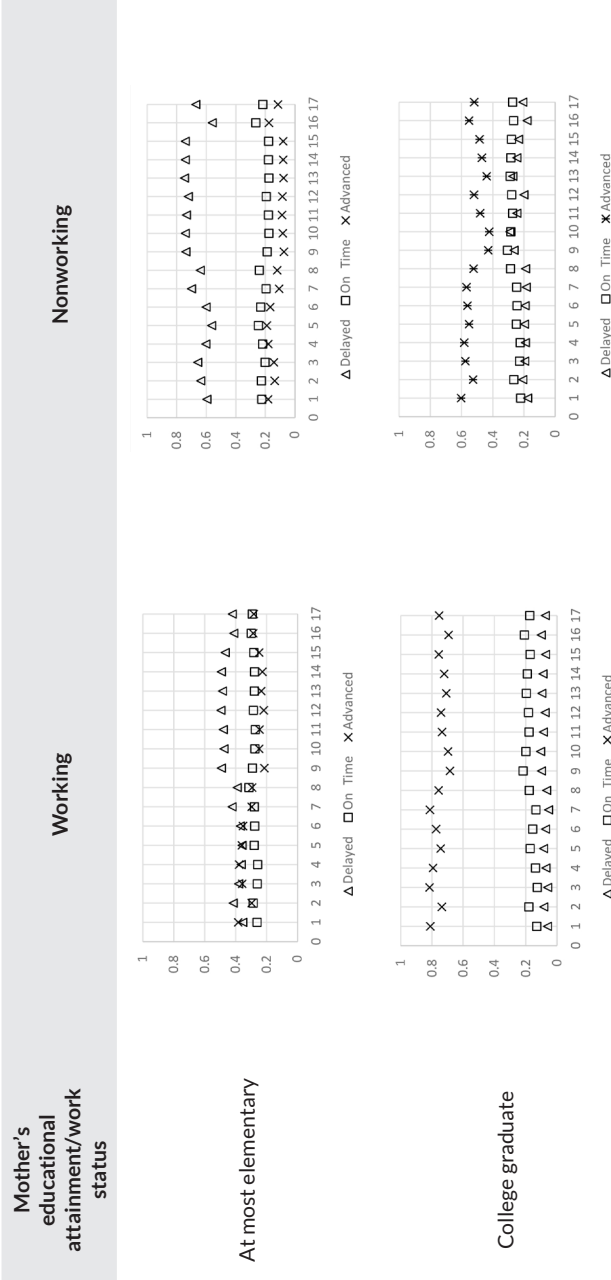 Mother's
educational
attainment/work
status
Working
Nonworking
At most elementary
1
0.8
0.6
0.4
0.2
0
0 1 2 3 4 5 6 7 8 9 10 11 12 13 14 15 16 17
Delayed On Time Advanced
1
0.8
0.6
0.4
0.2
0
0 1 2 3 4 5 6 7 8 9 10 11 12 13 14 15 16 17
Delayed On Time Advanced
College graduate
1
0.8
0.6
0.4
0.2
0
0 1 2 3 4 5 6 7 8 9 10 11 12 13 14 15 16 17
Delayed On Time Advanced
1
0.8
0.6
0.4
0.2
0
0 1 2 3 4 5 6 7 8 9 10 11 12 13 14 15 16 17
Delayed On Time Advanced